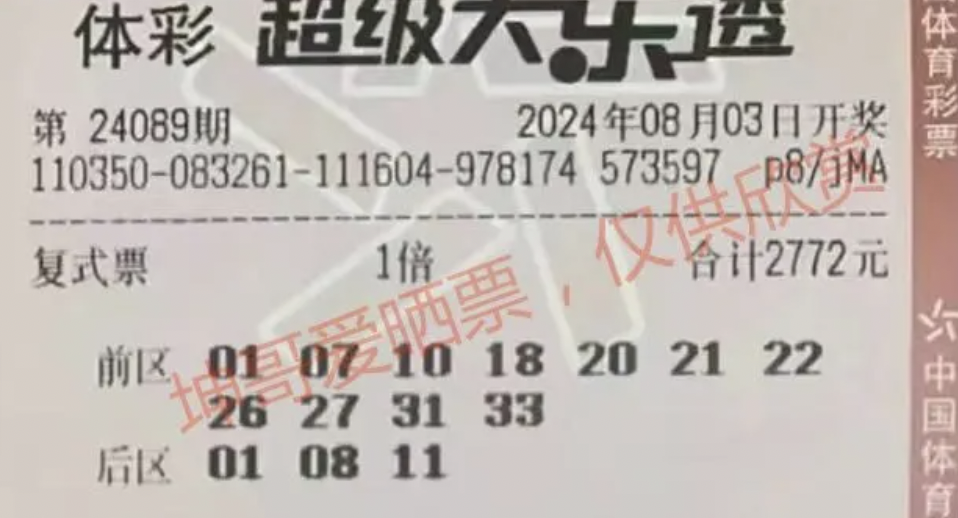 体彩 超级大乐透
第 24089期 2024年08月03日开奖
110350-083261-111604-978174 573597 p8/jMA
复式票 1倍 合计2772元
前区 01 07 10 18 20 21 22
26 27 31 33
后区 01 08 11
坤哥爱晒票，仅供欣赏
体育彩票
中国体育